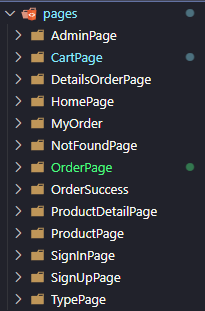 pages
AdminPage
CartPage
DetailsOrderPage
HomePage
MyOrder
NotFoundPage
OrderPage
OrderSuccess
ProductDetailPage
ProductPage
SignInPage
SignUpPage
TypePage